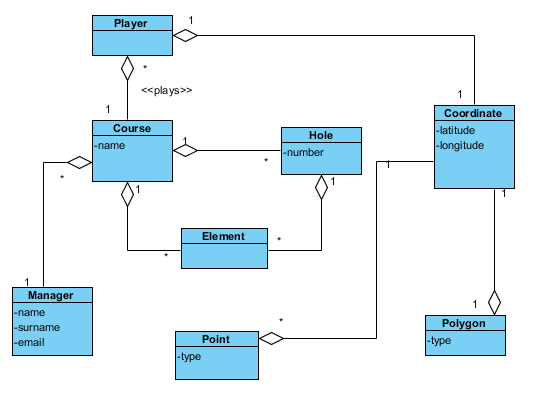 Player
1
*
<<plays>>
1
1
Course
-name
1
*
Hole
-number
Coordinate
-latitude
-longitude
1
*
1
1
1
Element
*
*
1
Manager
-name
-surname
-email
*
Point
-type
1
Polygon
-type